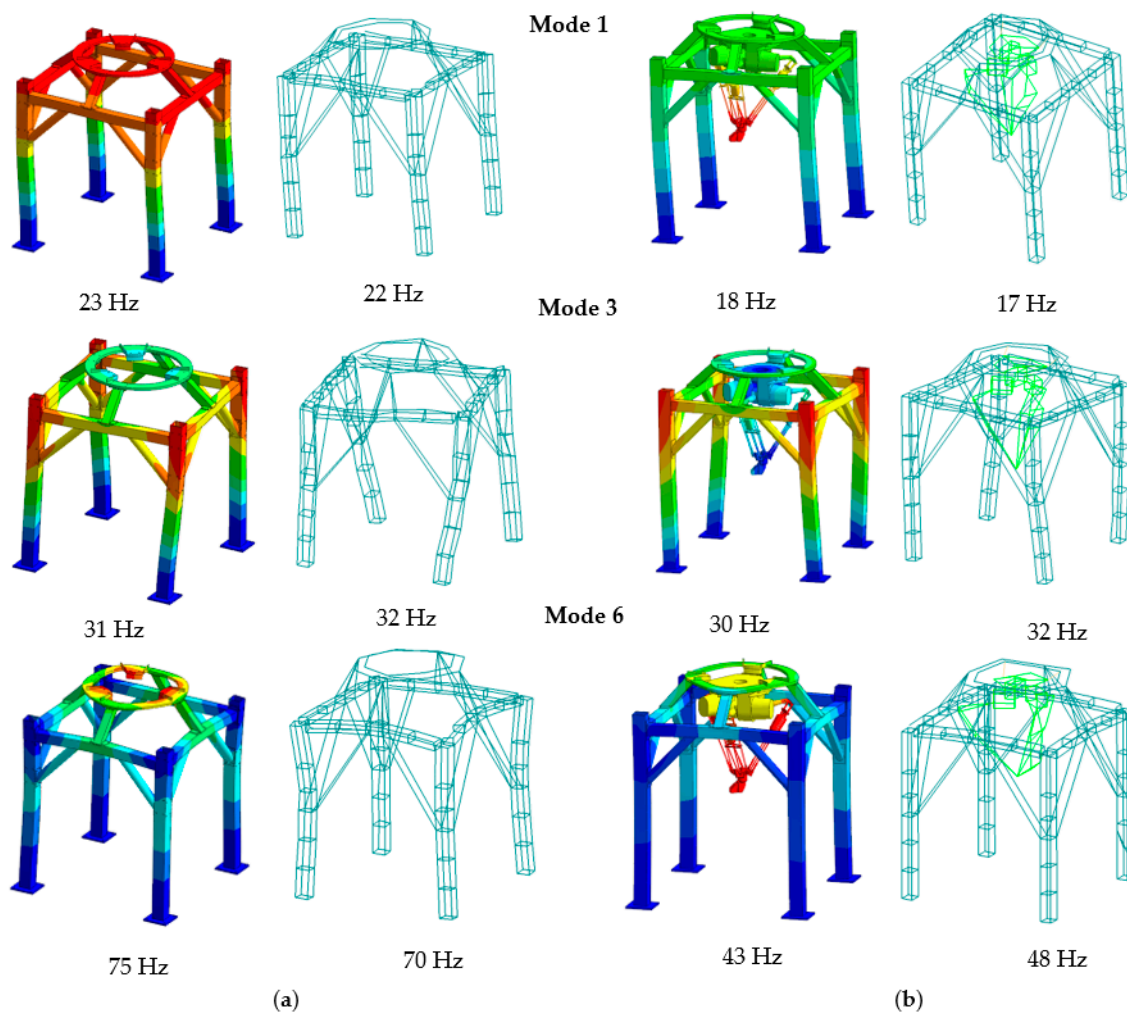 Mode 1
23 Hz 22 Hz 18 Hz 17 Hz
Mode 3
31 Hz 32 Hz 30 Hz 32 Hz
Mode 6
75 Hz 70 Hz 43 Hz 48 Hz
(a) (b)